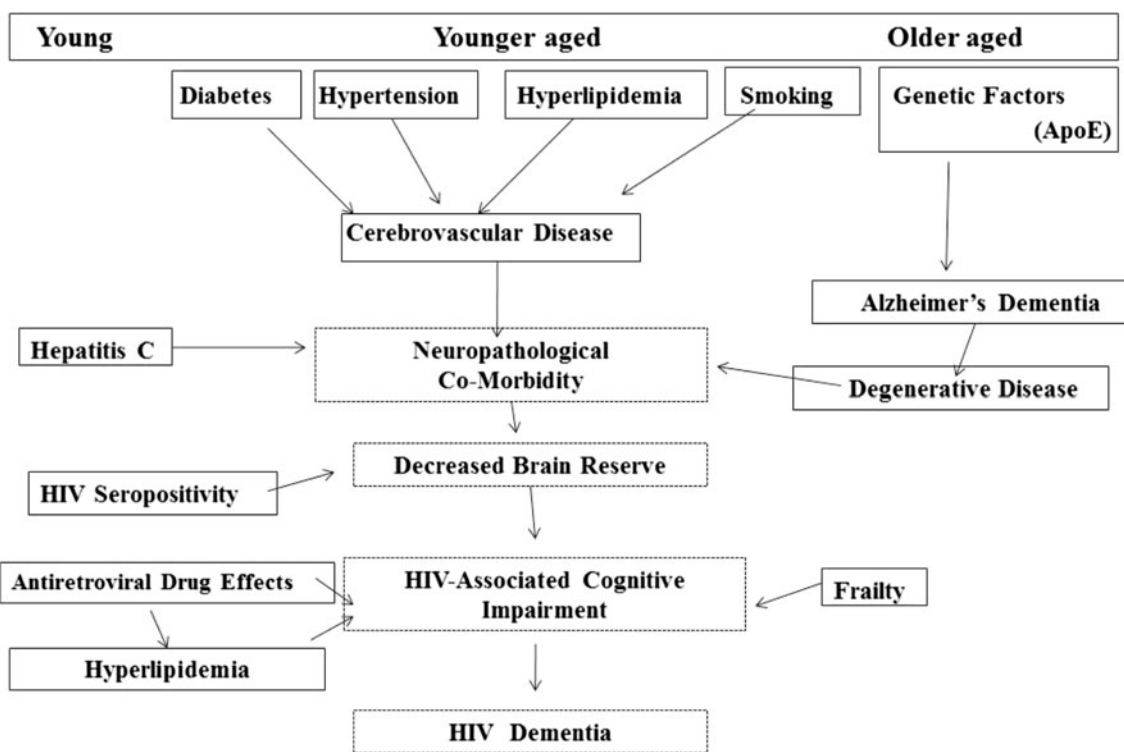 Young Younger aged Older aged
Diabetes
Hypertension
Hyperlipidemia
Smoking
Genetic Factors
(ApoE)
Cerebrovascular Disease
Alzheimer's Dementia
Hepatitis C
Neuropathological
Co-Morbidity
Degenerative Disease
Decreased Brain Reserve
HIV Seropositivity
Antiretroviral Drug Effects
HIV-Associated Cognitive
Impairment
Frailty
Hyperlipidemia
HIV Dementia